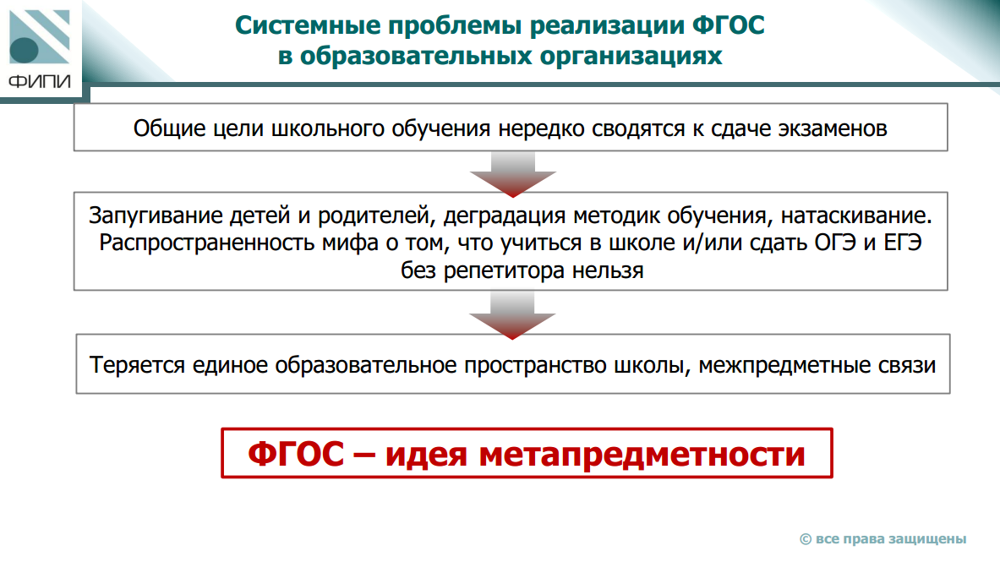 Системные проблемы реализации ФГОС
в образовательных организациях
ФИПИ
Общие цели школьного обучения нередко сводятся к сдаче экзаменов
Запугивание детей и родителей, деградация методик обучения, натаскивание.
Распространенность мифа о том, что учиться в школе и/или сдать ОГЭ и ЕГЭ
без репетитора нельзя
Теряется единое образовательное пространство школы, межпредметные связи
ФГОС – идея метапредметности
© все права защищены